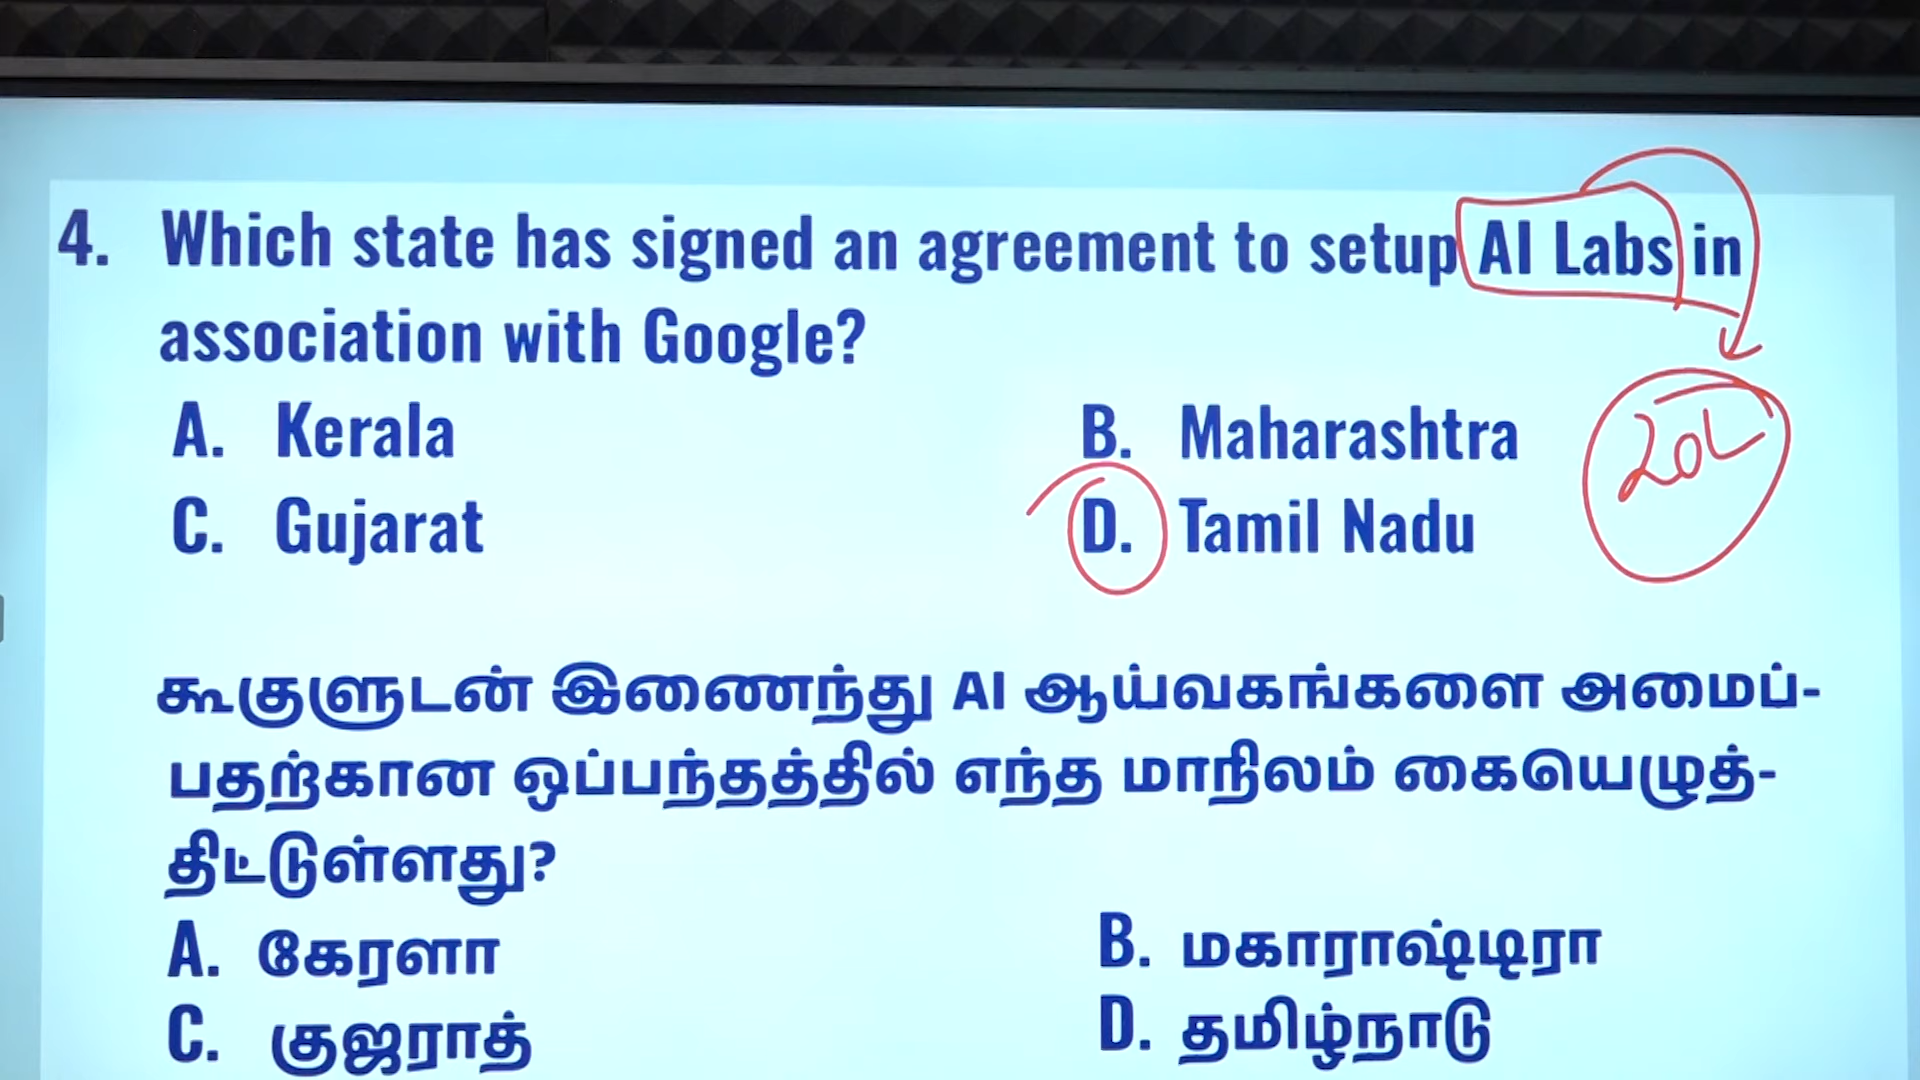 4. Which state has signed an agreement to setup AI Labs in
association with Google?
A. Kerala B. Maharashtra
C. Gujarat D. Tamil Nadu
20L
கூகுளுடன் இணைந்து AI ஆய்வகங்களை அமைப்-
பதற்கான ஒப்பந்தத்தில் எந்த மாநிலம் கையெழுத்-
திட்டுள்ளது?
A. கேரளா B. மகாராஷ்டிரா
C. குஜராத் D. தமிழ்நாடு